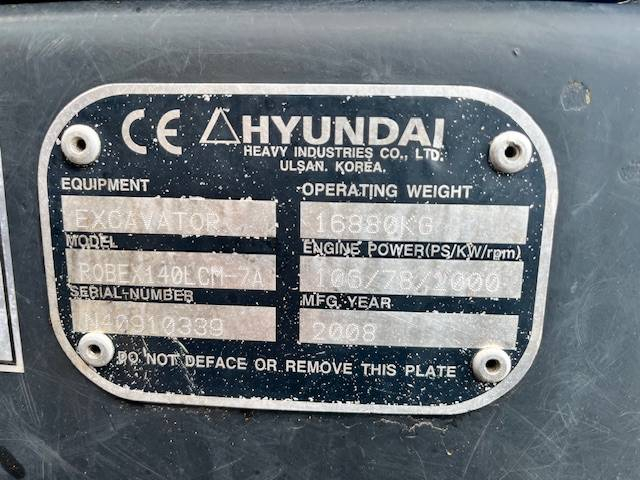 CE HYUNDAI
HEAVY INDUSTRIES CO., LTD.
ULSAN. KOREA.
EQUIPMENT
EXCAVATOR
OPERATING WEIGHT
16880KG
MODEL
ROBEX140LCM-7A
ENGINE POWER(PS/KW/rpm)
106/78/2000
SERIAL-NUMBER
N40910339
MFG YEAR
2008
DO NOT DEFACE OR REMOVE THIS PLATE